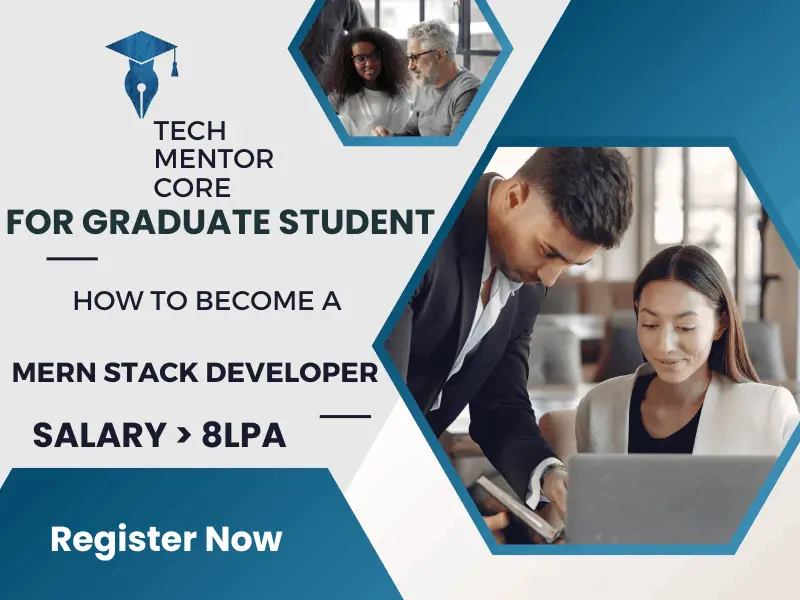 TECH
MENTOR
CORE
FOR GRADUATE STUDENT
HOW TO BECOME A
MERN STACK DEVELOPER
SALARY > 8LPA
Register Now